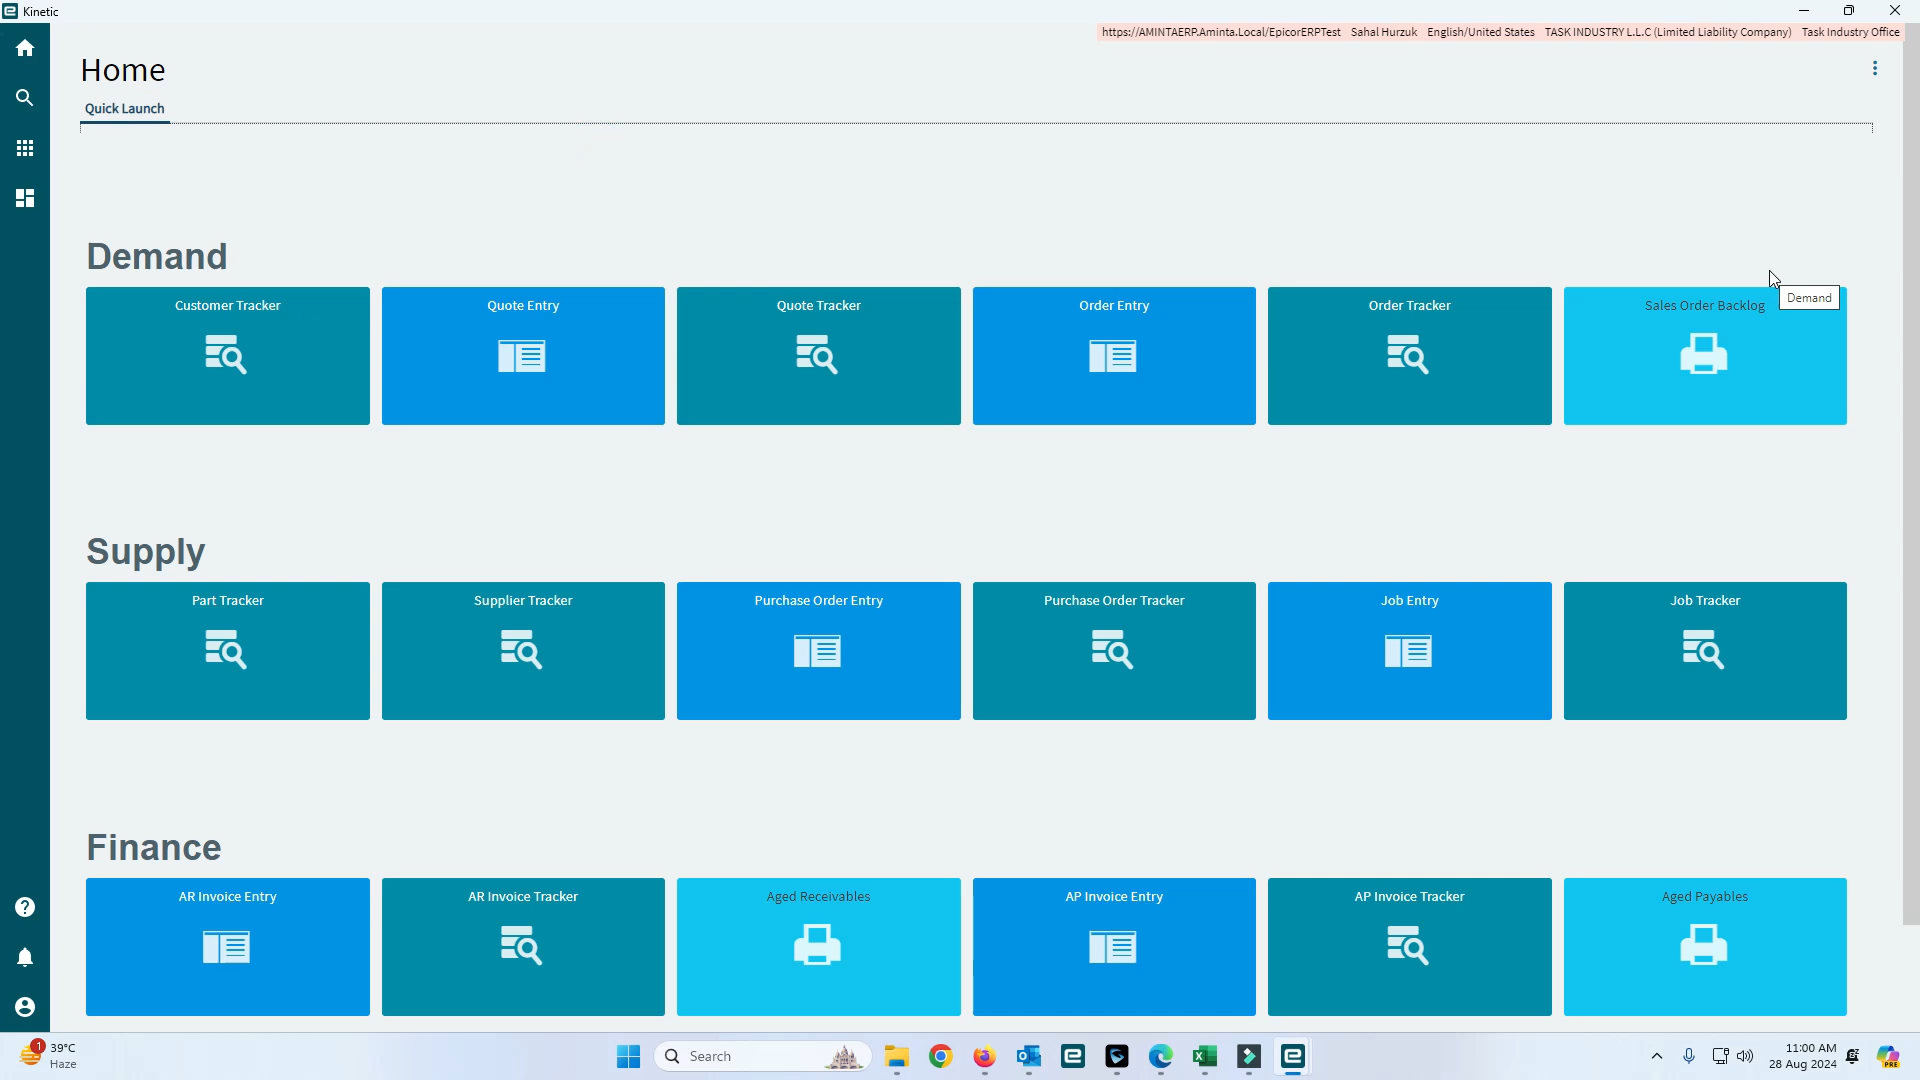 Kinetic
https://AMINTAERP.Aminta.Local/EpicorERPTest Sahal Hurzuk English/United States TASK INDUSTRY L.L.C (Limited Liability Company) Task Industry Office
Home
Quick Launch
Demand
Customer Tracker
Quote Entry
Quote Tracker
Order Entry
Order Tracker
Sales Order Backlog
Demand
Supply
Part Tracker
Supplier Tracker
Purchase Order Entry
Purchase Order Tracker
Job Entry
Job Tracker
Finance
AR Invoice Entry
AR Invoice Tracker
Aged Receivables
AP Invoice Entry
AP Invoice Tracker
Aged Payables
1
39°C
Haze
Search
11:00 AM
28 Aug 2024
PRE